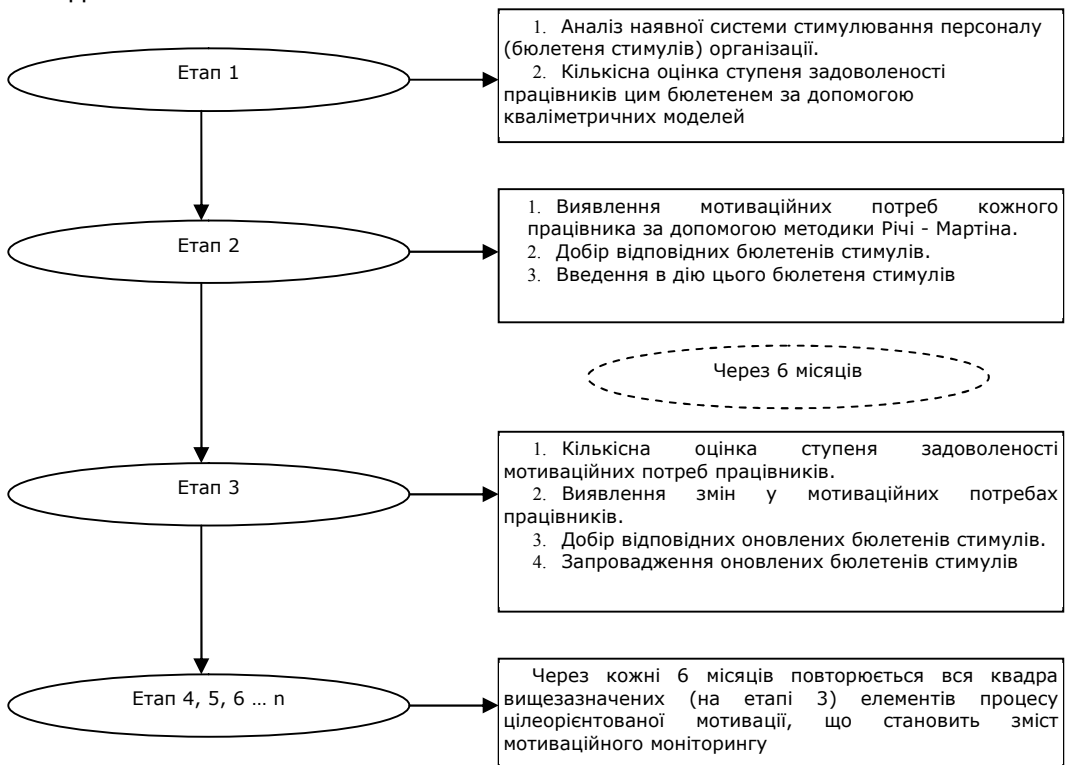 Етап 1
1. Аналіз наявної системи стимулювання персоналу
(бюлетеня стимулів) організації.
2. Кількісна оцінка ступеня задоволеності
працівників цим бюлетенем за допомогою
кваліметричних моделей
Етап 2
1. Виявлення мотиваційних потреб кожного
працівника за допомогою методики Річі - Мартіна.
2. Добір відповідних бюлетенів стимулів.
3. Введення в дію цього бюлетеня стимулів
Через 6 місяців
Етап 3
1. Кількісна оцінка ступеня задоволеності
мотиваційних потреб працівників.
2. Виявлення змін у мотиваційних потребах
працівників.
3. Добір відповідних оновлених бюлетенів стимулів.
4. Запровадження оновлених бюлетенів стимулів
Етап 4, 5, 6 ... n
Через кожні 6 місяців повторюється вся квадра
вищезазначених (на етапі 3) елементів процесу
цілеорієнтованої мотивації, що становить зміст
мотиваційного моніторингу